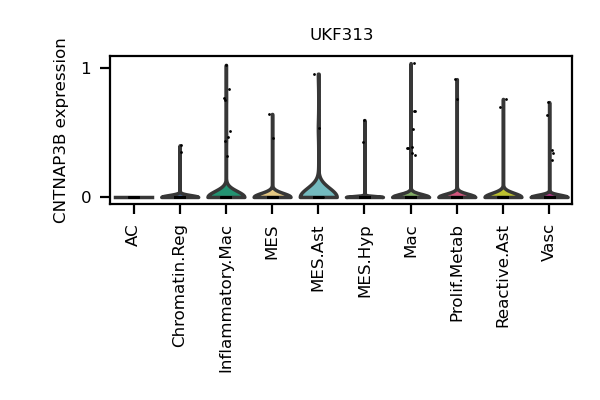 UKF313
CNTNAP3B expression
1
0
AC
Chromatin.Reg
Inflammatory.Mac
MES
MES.Ast
MES.Hyp
Mac
Prolif.Metab
Reactive.Ast
Vasc